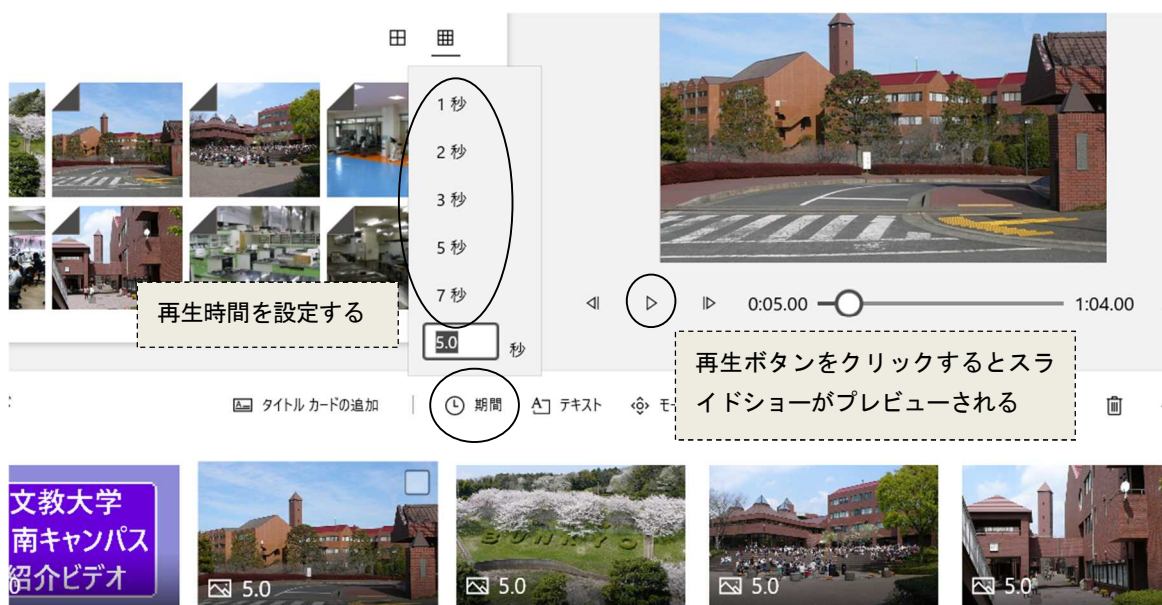 1 秒
2 秒
3 秒
5 秒
7 秒
5.0 秒
再生時間を設定する
0:05.00
1:04.00
再生ボタンをクリックするとスラ
イドショーがプレビューされる
タイトル カードの追加
期間
テキスト
モー
文教大学
南キャンパス
紹介ビデオ
5.0
BUNKYO
5.0
5.0
5.0